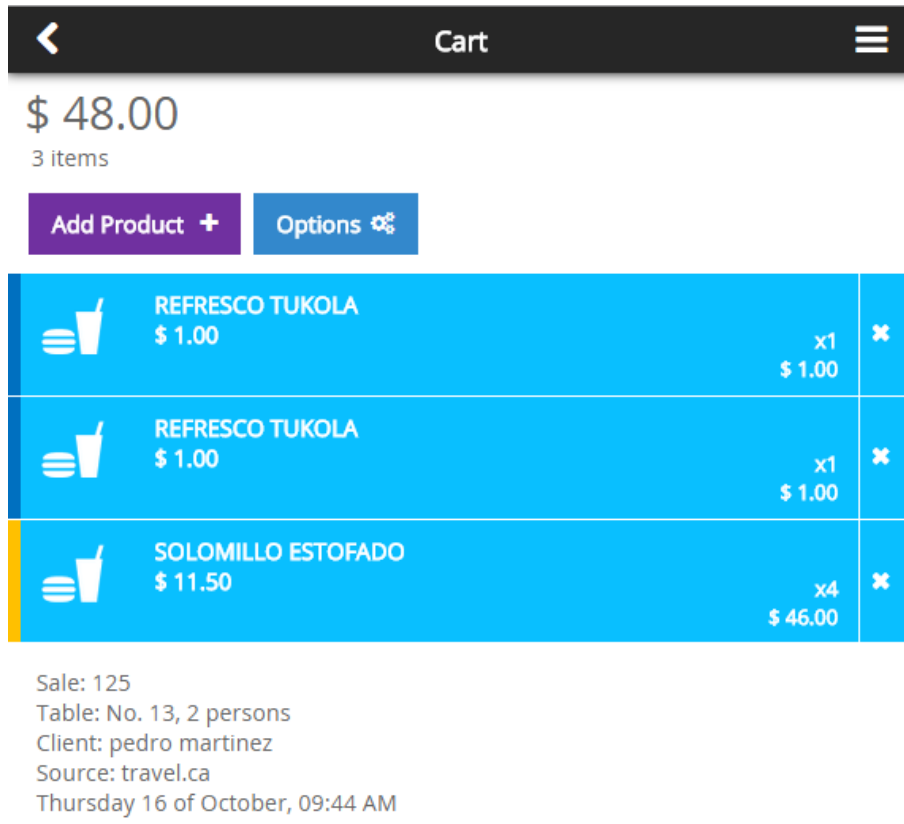 Cart
$ 48.00
3 items
Add Product +
Options
REFRESCO TUKOLA
$ 1.00
x1
$ 1.00
REFRESCO TUKOLA
$ 1.00
x1
$ 1.00
SOLOMILLO ESTOFADO
$ 11.50
x4
$ 46.00
Sale: 125
Table: No. 13, 2 persons
Client: pedro martinez
Source: travel.ca
Thursday 16 of October, 09:44 AM